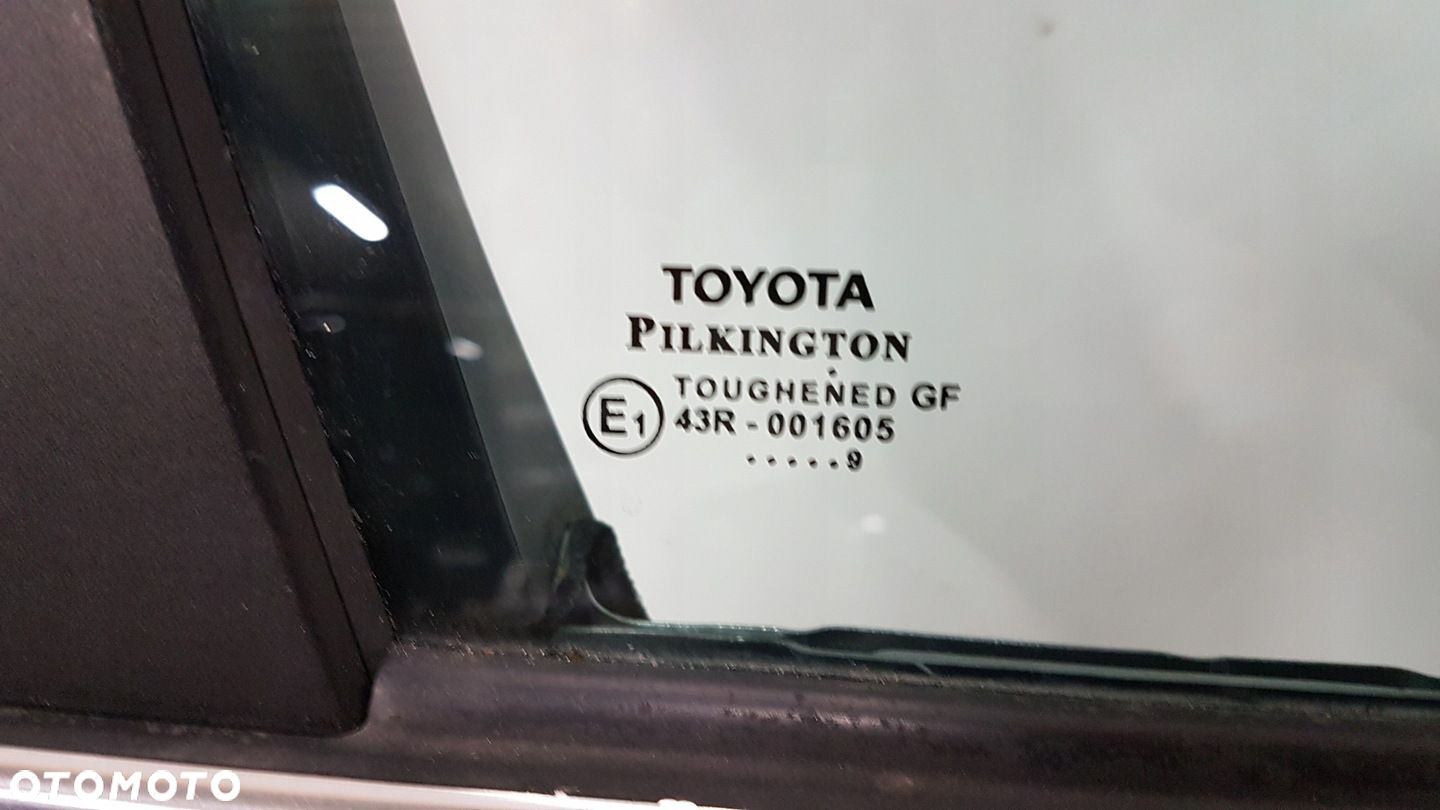 TOYOTA
PILKINGTON
TOUGHENED GF
E1 43R - 001605
.....9
OTOMOTO